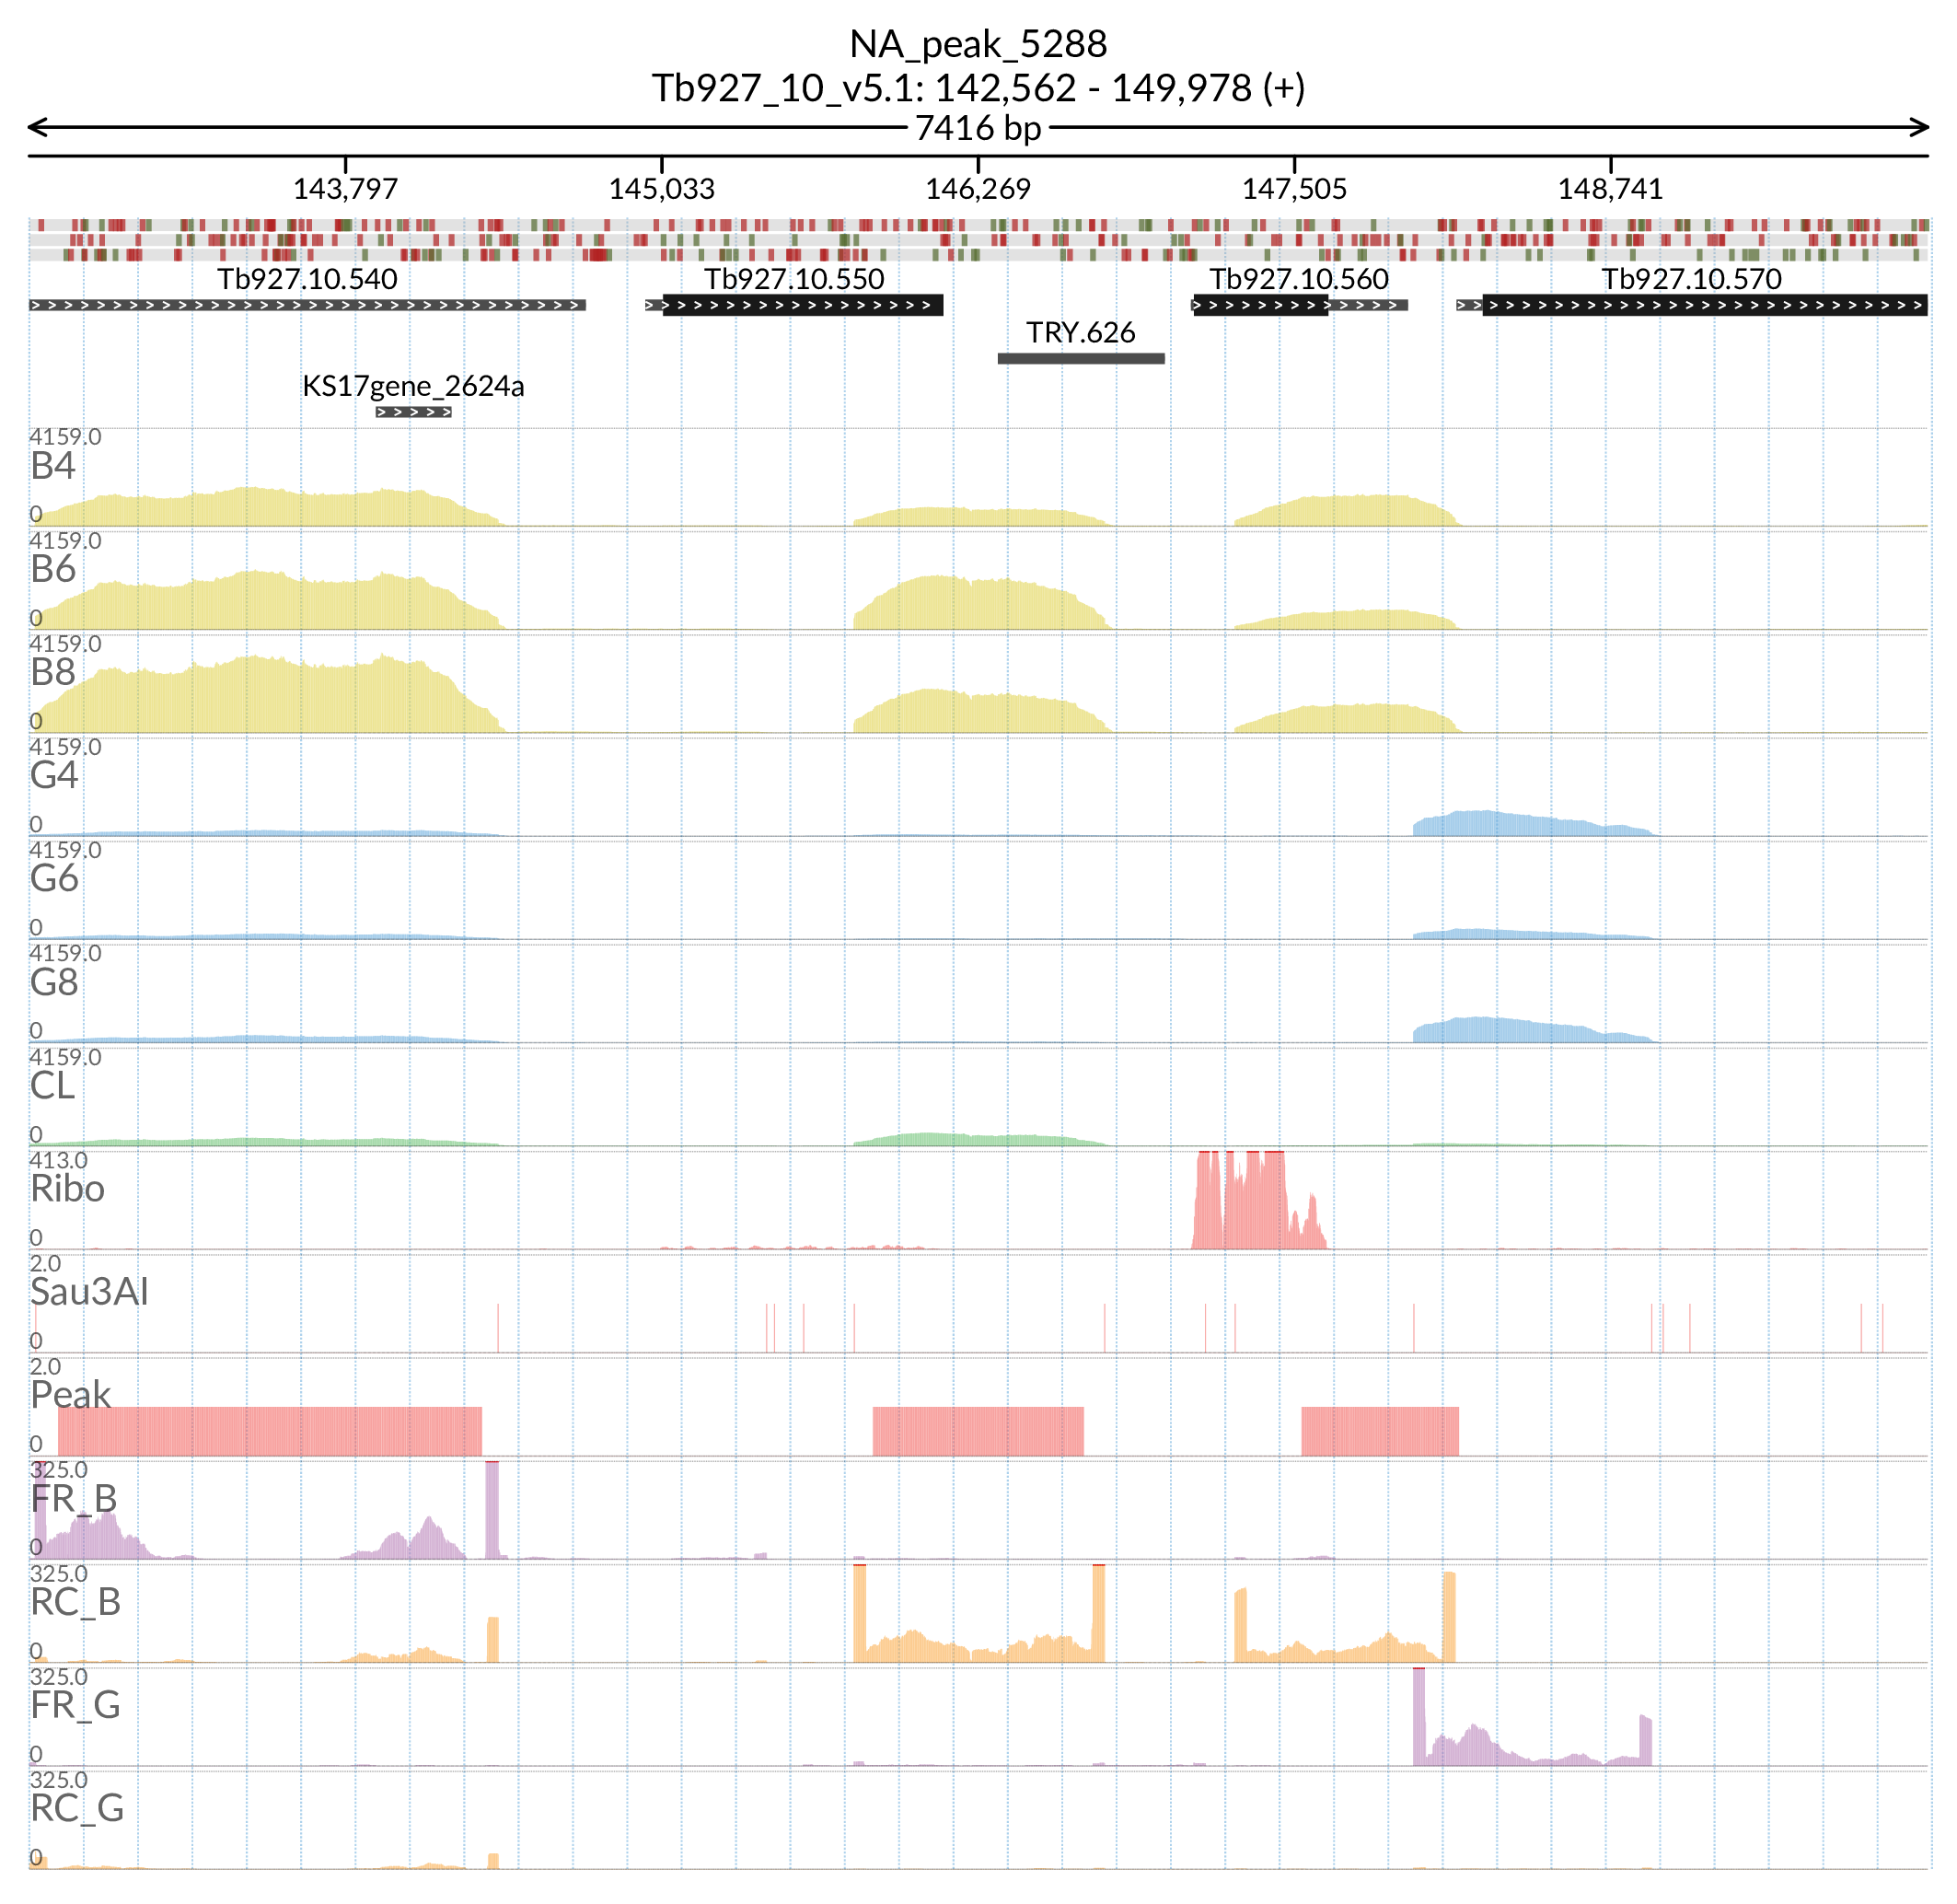 NA_peak_5288
Tb927_10_v5.1: 142,562 - 149,978 (+)
7416 bp
143,797 145,033 146,269 147,505 148,741
Tb927.10.540 Tb927.10.550 Tb927.10.560 Tb927.10.570
TRY.626
KS17gene_2624a
4159.0
B4
0
4159.0
B6
0
4159.0
B8
0
4159.0
G4
0
4159.0
G6
0
4159.0
G8
0
4159.0
CL
0
413.0
Ribo
0
2.0
Sau3AI
0
2.0
Peak
0
325.0
FR_B
0
325.0
RC_B
0
325.0
FR_G
0
325.0
RC_G
0